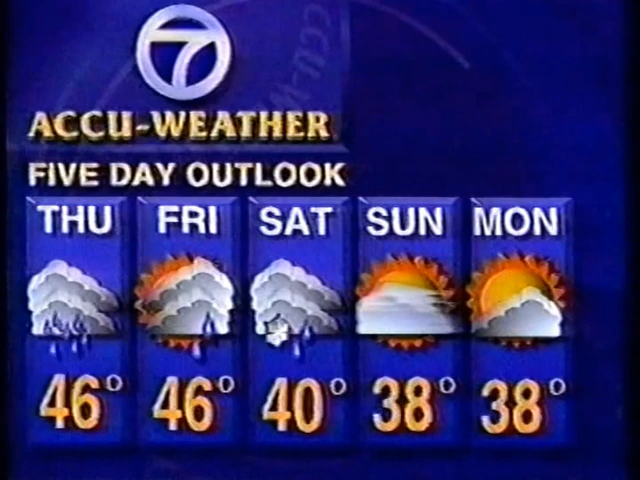 7
ACCU-WEATHER
FIVE DAY OUTLOOK
THU FRI SAT SUN MON
46° 46° 40° 38° 38°